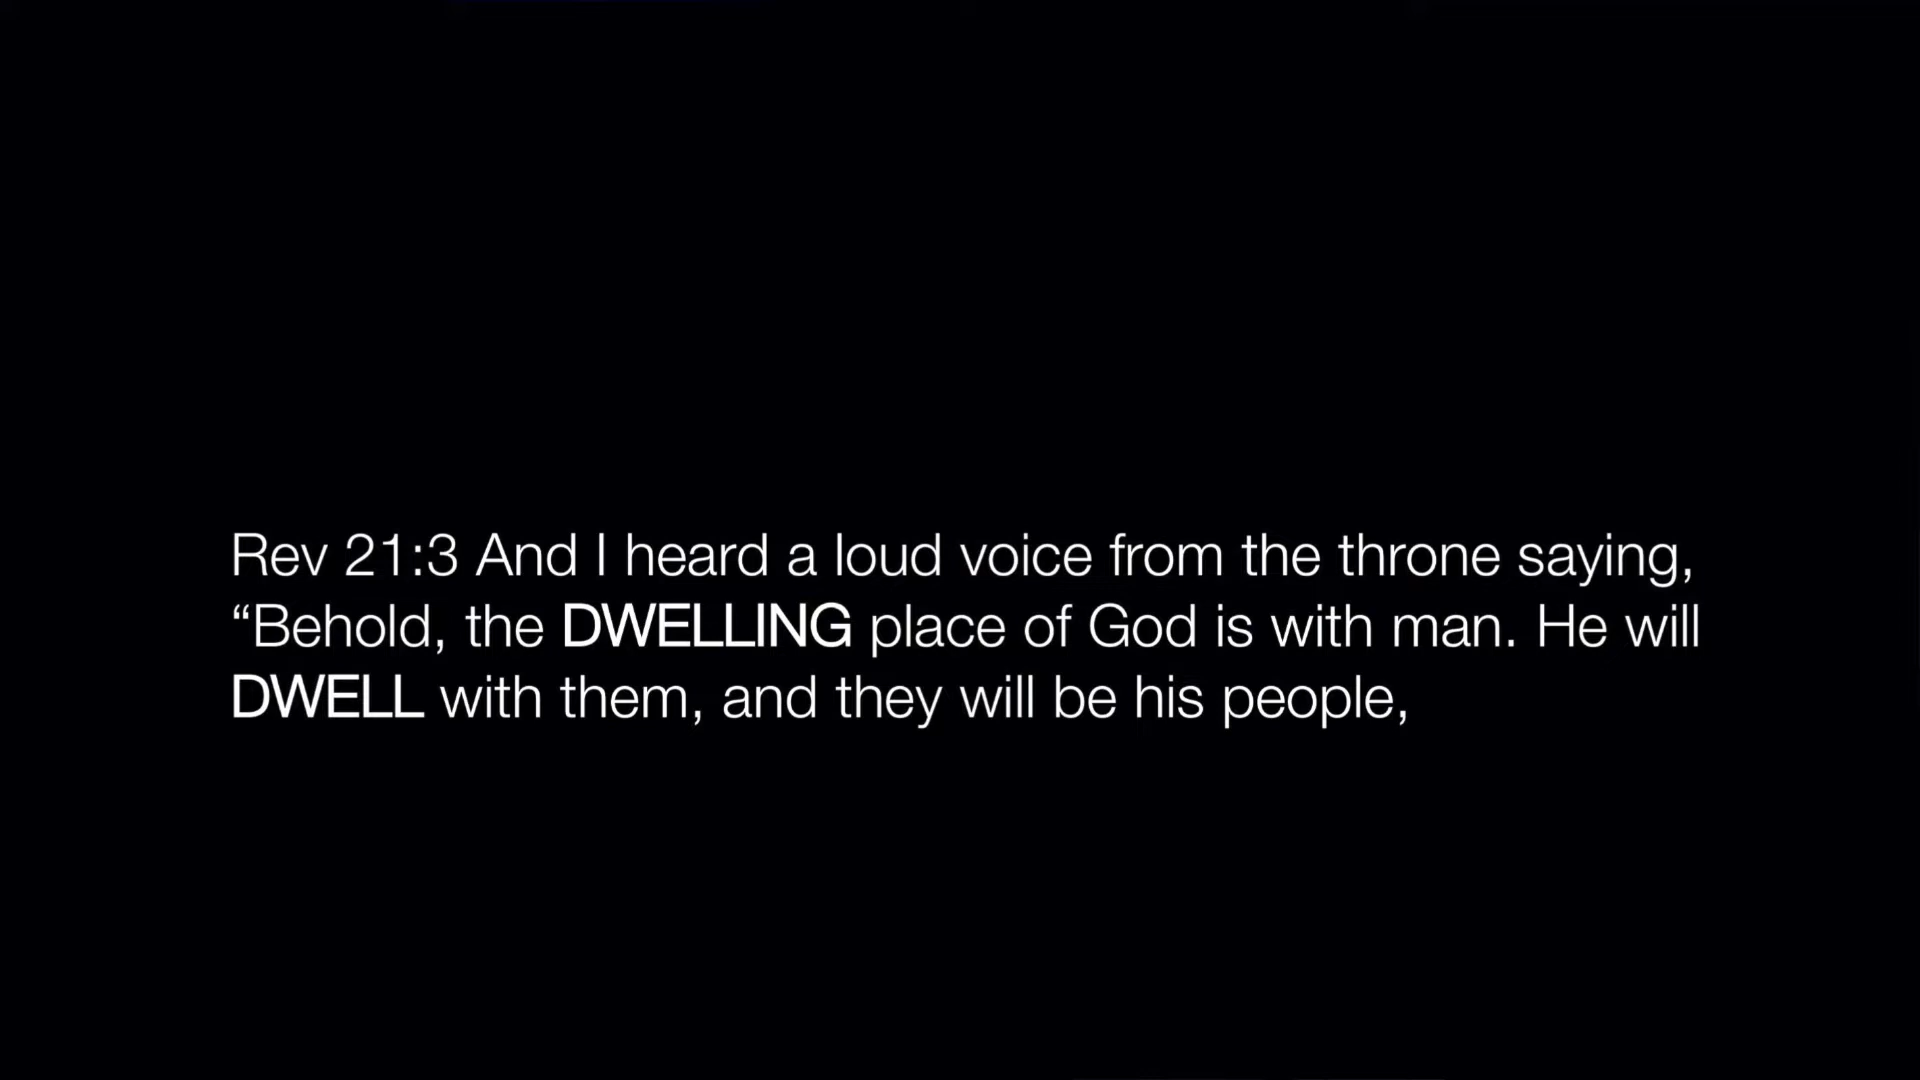 Rev 21:3 And I heard a loud voice from the throne saying,
“Behold, the DWELLING place of God is with man. He will
DWELL with them, and they will be his people,